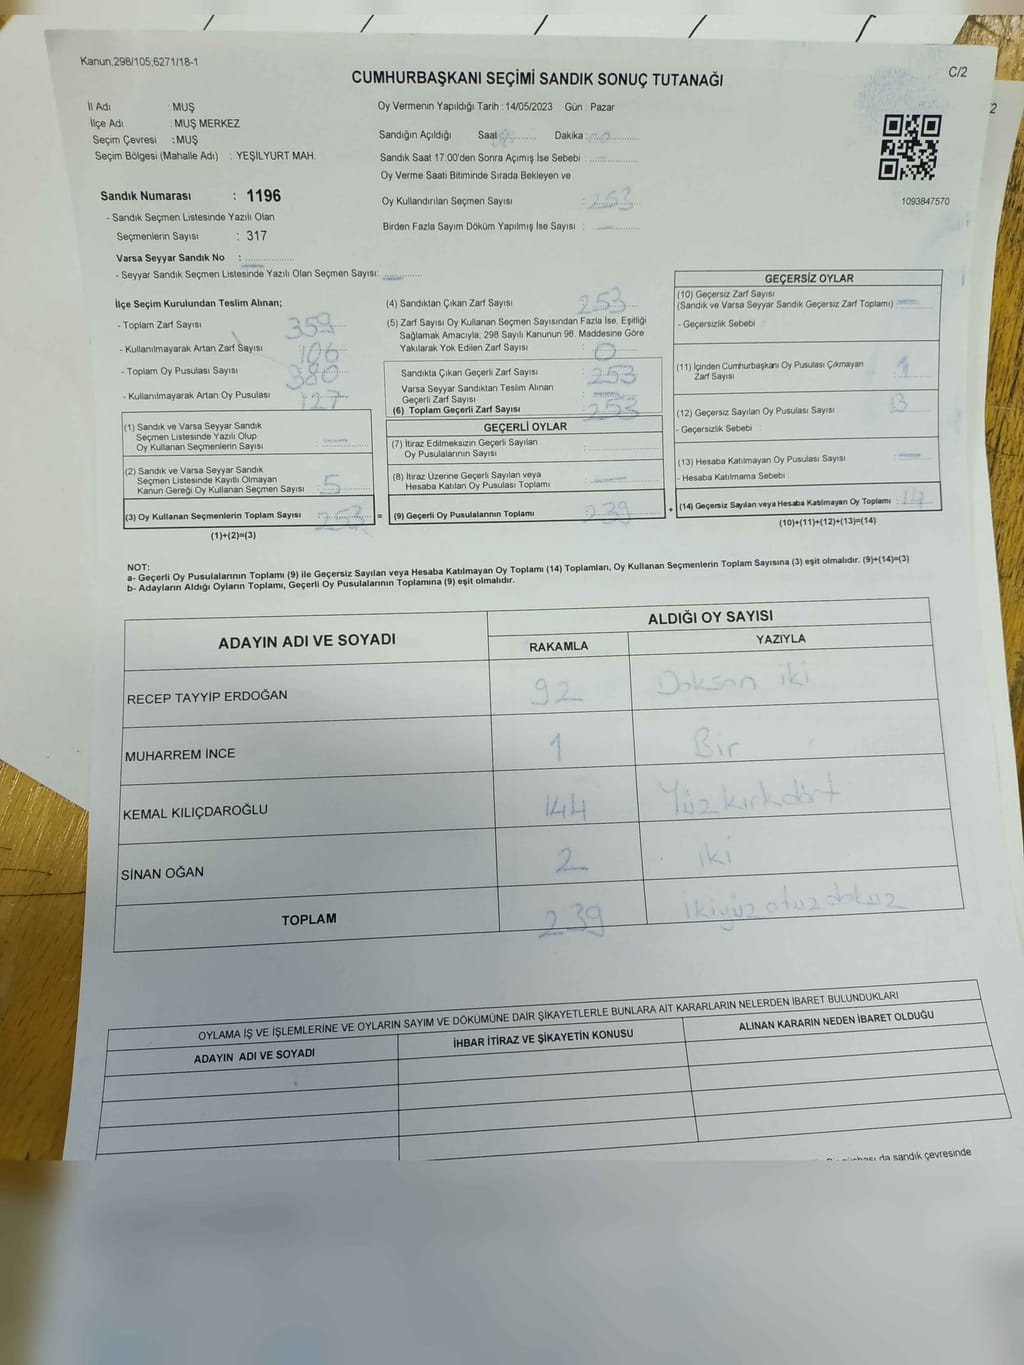 Kanun;298/105;6271/18-1
CUMHURBAŞKANI SEÇİMİ SANDIK SONUÇ TUTANAĞI
C/2
2
İl Adı : MUŞ
İlçe Adı : MUŞ MERKEZ
Seçim Çevresi : MUŞ
Seçim Bölgesi (Mahalle Adı) : YEŞİLYURT MAH.
Oy Vermenin Yapıldığı Tarih : 14/05/2023 Gün : Pazar
Sandığın Açıldığı Saat Dakika
Sandık Saat 17:00'den Sonra Açımış İse Sebebi :
Oy Verme Saati Bitiminde Sırada Bekleyen ve
Oy Kullandırılan Seçmen Sayısı : 253
Birden Fazla Sayım Döküm Yapılmış İse Sayısı :
1093847570
Sandık Numarası : 1196
- Sandık Seçmen Listesinde Yazılı Olan
Seçmenlerin Sayısı : 317
Varsa Seyyar Sandık No :
- Seyyar Sandık Seçmen Listesinde Yazılı Olan Seçmen Sayısı:
İlçe Seçim Kurulundan Teslim Alınan;
- Toplam Zarf Sayısı 359
- Kullanılmayarak Artan Zarf Sayısı 106
- Toplam Oy Pusulası Sayısı 380
- Kullanılmayarak Artan Oy Pusulası 127
(1) Sandık ve Varsa Seyyar Sandık
Seçmen Listesinde Yazılı Olup
Oy Kullanan Seçmenlerin Sayısı :
(2) Sandık ve Varsa Seyyar Sandık
Seçmen Listesinde Kayıtlı Olmayan
Kanun Gereği Oy Kullanan Seçmen Sayısı : 5
(3) Oy Kullanan Seçmenlerin Toplam Sayısı : 253 =
(1)+(2)=(3)
(4) Sandıktan Çıkan Zarf Sayısı : 253
(5) Zarf Sayısı Oy Kullanan Seçmen Sayısından Fazla İse, Eşitliği
Sağlamak Amacıyla; 298 Sayılı Kanunun 98. Maddesine Göre
Yakılarak Yok Edilen Zarf Sayısı : 0
Sandıkta Çıkan Geçerli Zarf Sayısı : 253
Varsa Seyyar Sandıktan Teslim Alınan
Geçerli Zarf Sayısı :
(6) Toplam Geçerli Zarf Sayısı : 253
GEÇERLİ OYLAR
(7) İtiraz Edilmeksizin Geçerli Sayılan
Oy Pusulalarının Sayısı :
(8) İtiraz Üzerine Geçerli Sayılan veya
Hesaba Katılan Oy Pusulası Toplamı :
(9) Geçerli Oy Pusulalarının Toplamı : 239 +
GEÇERSİZ OYLAR
(10) Geçersiz Zarf Sayısı
(Sandık ve Varsa Seyyar Sandık Geçersiz Zarf Toplamı) :
- Geçersizlik Sebebi :
(11) İçinden Cumhurbaşkanı Oy Pusulası Çıkmayan
Zarf Sayısı : 1
(12) Geçersiz Sayılan Oy Pusulası Sayısı : 13
- Geçersizlik Sebebi :
(13) Hesaba Katılmayan Oy Pusulası Sayısı :
- Hesaba Katılmama Sebebi :
(14) Geçersiz Sayılan veya Hesaba Katılmayan Oy Toplamı : 14
(10)+(11)+(12)+(13)=(14)
NOT:
a- Geçerli Oy Pusulalarının Toplamı (9) ile Geçersiz Sayılan veya Hesaba Katılmayan Oy Toplamı (14) Toplamları, Oy Kullanan Seçmenlerin Toplam Sayısına (3) eşit olmalıdır. (9)+(14)=(3)
b- Adayların Aldığı Oyların Toplamı, Geçerli Oy Pusulalarının Toplamına (9) eşit olmalıdır.
ADAYIN ADI VE SOYADI
ALDIĞI OY SAYISI
RAKAMLA YAZIYLA
RECEP TAYYİP ERDOĞAN 92 Doksan iki
MUHARREM İNCE 1 Bir
KEMAL KILIÇDAROĞLU 144 Yüzkırkdört
SİNAN OĞAN 2 iki
TOPLAM 239 ikiyüzotuzdokuz
OYLAMA İŞ VE İŞLEMLERİNE VE OYLARIN SAYIM VE DÖKÜMÜNE DAİR ŞİKAYETLERLE BUNLARA AİT KARARLARIN NELERDEN İBARET BULUNDUKLARI
ADAYIN ADI VE SOYADI İHBAR İTİRAZ VE ŞİKAYETİN KONUSU ALINAN KARARIN NEDEN İBARET OLDUĞU
da sandık çevresinde